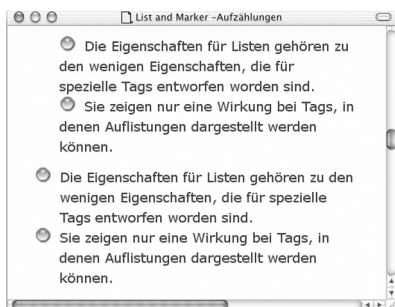 List and Marker -Aufzählungen
Die Eigenschaften für Listen gehören zu
den wenigen Eigenschaften, die für
spezielle Tags entworfen worden sind.
Sie zeigen nur eine Wirkung bei Tags, in
denen Auflistungen dargestellt werden
können.
Die Eigenschaften für Listen gehören zu den
wenigen Eigenschaften, die für spezielle
Tags entworfen worden sind.
Sie zeigen nur eine Wirkung bei Tags, in
denen Auflistungen dargestellt werden
können.